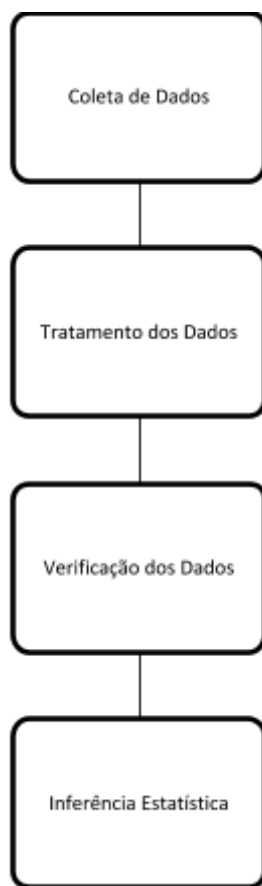 Coleta de Dados
Tratamento dos Dados
Verificação dos Dados
Inferência Estatística